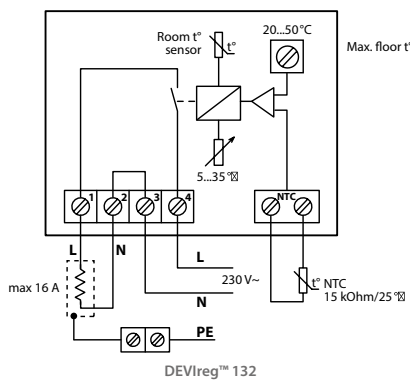 Room t°
sensor
t°
20...50°C
Max. floor t°
5...35°
1
2
3
4
NTC
L
N
L
230 V~
N
max 16 A
t° NTC
15 kOhm/25°
PE
DEVIreg™ 132